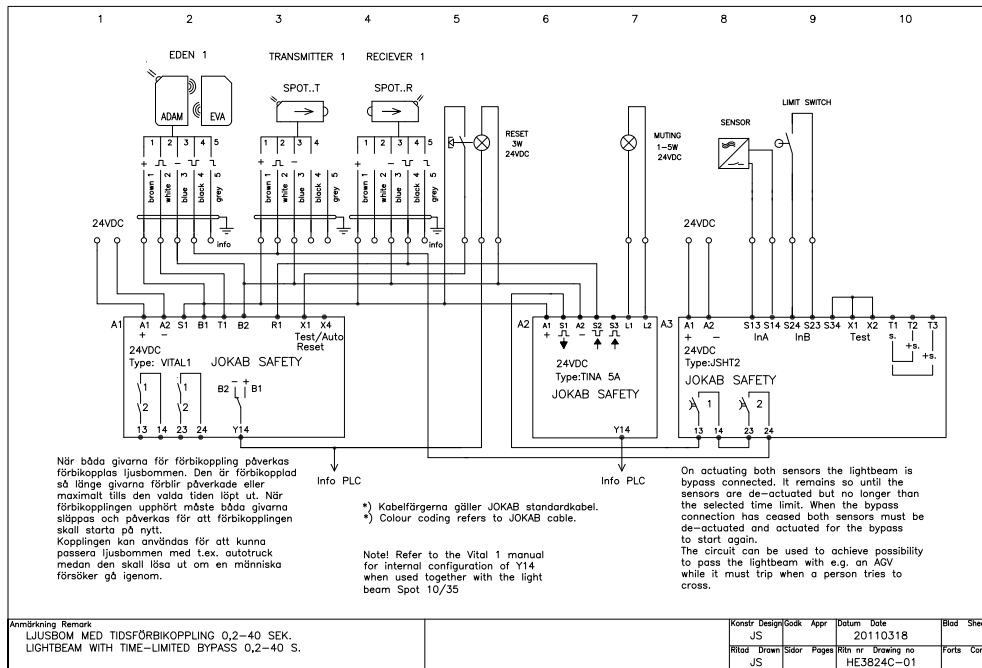 1 2 3 4 5 6 7 8 9 10
EDEN 1 TRANSMITTER 1 RECIEVER 1
SPOT..T SPOT..R
LIMIT SWITCH
ADAM EVA
RESET
3W
24VDC
MUTING
1-5W
24VDC
SENSOR
1 2 3 4 5 1 2 3 4 1 2 3 4 5
+ - + - + -
brown 1 white 2 blue 3 black 4 grey 5
brown 1 white 2 blue 3 black 4 grey 5
brown 1 white 2 blue 3 black 4 grey 5
24VDC info info 24VDC
A1 A1 A2 S1 B1 T1 B2 R1 X1 X4
+ - Test/Auto
Reset
24VDC
Type: VITAL1 JOKAB SAFETY
1 1
2 2
B2 - + B1
13 14 23 24 Y14
A2 A1 S1 A2 S2 S3 L1 L2
+ -
24VDC
Type:TINA 5A
JOKAB SAFETY
Y14
A3 A1 A2 S13 S14 S24 S23 S34 X1 X2 T1 T2 T3
+ - InA InB Test s. +s. +s.
24VDC
Type:JSHT2
JOKAB SAFETY
1 2
13 14 23 24
Info PLC Info PLC
När båda givarna för förbikoppling påverkas
förbikopplas ljusbommen. Den är förbikopplad
så länge givarna förblir påverkade eller
maximalt tills den valda tiden löpt ut. När
förbikopplingen upphört måste båda givarna
släppas och påverkas för att förbikopplingen
skall starta på nytt.
Kopplingen kan användas för att kunna
passera ljusbommen med t.ex. autotruck
medan den skall lösa ut om en människa
försöker gå igenom.
*) Kabelfärgerna gäller JOKAB standardkabel.
*) Colour coding refers to JOKAB cable.
Note! Refer to the Vital 1 manual
for internal configuration of Y14
when used together with the light
beam Spot 10/35
On actuating both sensors the lightbeam is
bypass connected. It remains so until the
sensors are de-actuated but no longer than
the selected time limit. When the bypass
connection has ceased both sensors must be
de-actuated and actuated for the bypass
to start again.
The circuit can be used to achieve possibility
to pass the lightbeam with e.g. an AGV
while it must trip when a person tries to
cross.
Anmärkning Remark
LJUSBOM MED TIDSFÖRBIKOPPLING 0,2-40 SEK.
LIGHTBEAM WITH TIME-LIMITED BYPASS 0,2-40 S.
Konstr Design Godk Appr Datum Date Blad Shee
JS 20110318
Ritad Drawn Sidor Pages Ritn nr Drawing no Forts Con
JS HE3824C-01